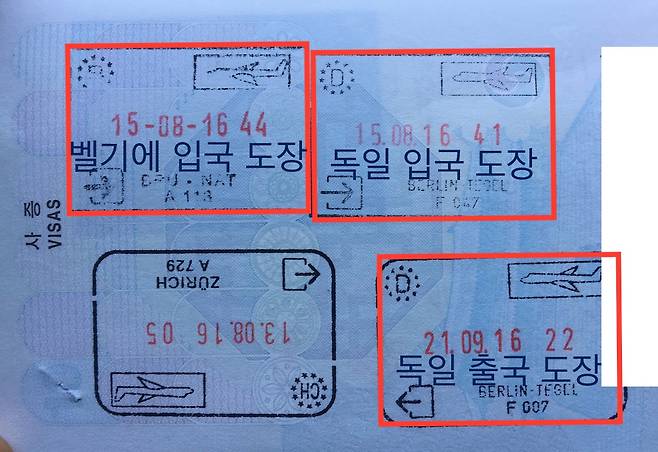 15-08-16 44
벨기에 입국 도장
BRU • NAT
D
15.08.16 41
독일 입국 도장
BERLIN-TEGEL
사증
VISAS
CH
13.08.16 05
ZÜRICH
A 729
D
21.09.16 22
독일 출국 도장
BERLIN-TEGEL
F 007